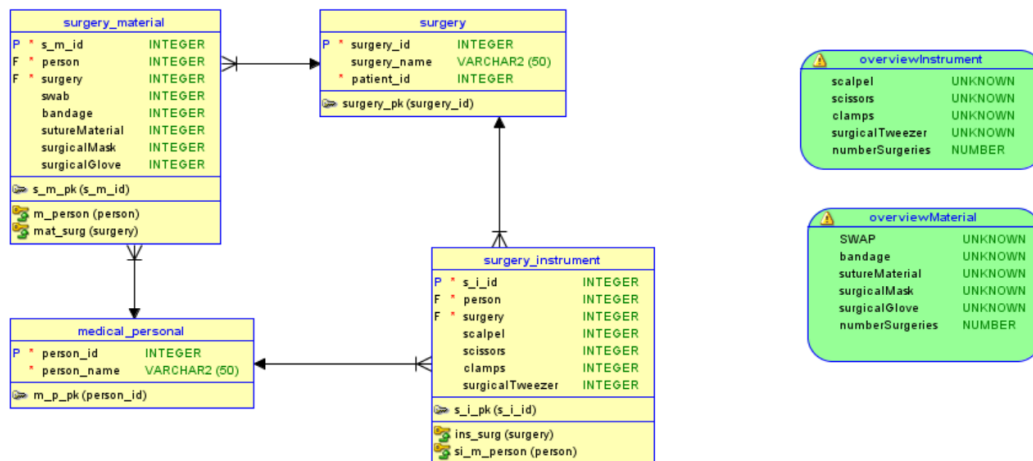 surgery_material
P * s_m_id INTEGER
F * person INTEGER
F * surgery INTEGER
swab INTEGER
bandage INTEGER
sutureMaterial INTEGER
surgicalMask INTEGER
surgicalGlove INTEGER
s_m_pk (s_m_id)
m_person (person)
mat_surg (surgery)
surgery
P * surgery_id INTEGER
surgery_name VARCHAR2 (50)
* patient_id INTEGER
surgery_pk (surgery_id)
overviewInstrument
scalpel UNKNOWN
scissors UNKNOWN
clamps UNKNOWN
surgicalTweezer UNKNOWN
numberSurgeries NUMBER
overviewMaterial
SWAP UNKNOWN
bandage UNKNOWN
sutureMaterial UNKNOWN
surgicalMask UNKNOWN
surgicalGlove UNKNOWN
numberSurgeries NUMBER
surgery_instrument
P * s_i_id INTEGER
F * person INTEGER
F * surgery INTEGER
scalpel INTEGER
scissors INTEGER
clamps INTEGER
surgicalTweezer INTEGER
s_i_pk (s_i_id)
ins_surg (surgery)
si_m_person (person)
medical_personal
P * person_id INTEGER
* person_name VARCHAR2 (50)
m_p_pk (person_id)